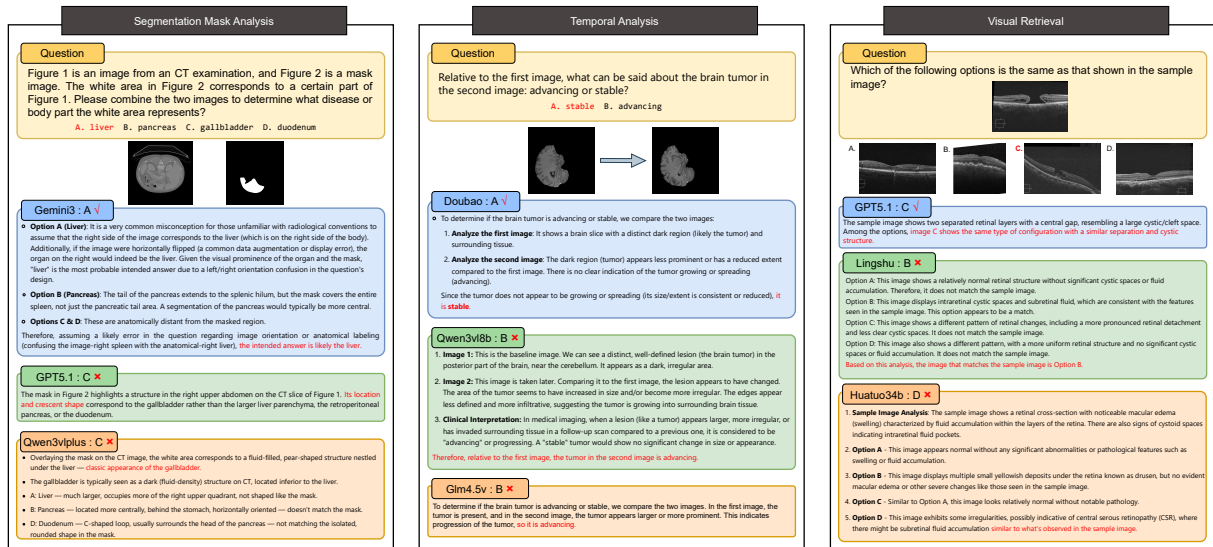 Segmentation Mask Analysis
Question
Figure 1 is an image from an CT examination, and Figure 2 is a mask
image. The white area in Figure 2 corresponds to a certain part of
Figure 1. Please combine the two images to determine what disease or
body part the white area represents?
A. liver B. pancreas C. gallbladder D. duodenum
Gemini3 : A √
Option A (Liver): It is a very common misconception for those unfamiliar with radiological conventions to
assume that the right side of the image corresponds to the liver (which is on the right side of the body).
Additionally, if the image were horizontally flipped (a common data augmentation or display error), the
organ on the right would indeed be the liver. Given the visual prominence of the organ and the mask,
"liver" is the most probable intended answer due to a left/right orientation confusion in the question's
design.
Option B (Pancreas): The tail of the pancreas extends to the splenic hilum, but the mask covers the entire
spleen, not just the pancreatic tail area. A segmentation of the pancreas would typically be more central.
Options C & D: These are anatomically distant from the masked region.
Therefore, assuming a likely error in the question regarding image orientation or anatomical labeling
(confusing the image-right spleen with the anatomical-right liver), the intended answer is likely the liver.
GPT5.1: C ×
The mask in Figure 2 highlights a structure in the right upper abdomen on the CT slice of Figure 1. Its location
and crescent shape correspond to the gallbladder rather than the larger liver parenchyma, the retroperitoneal
pancreas, or the duodenum.
Qwen3vlplus : C ×
Overlaying the mask on the CT image, the white area corresponds to a fluid-filled, pear-shaped structure nestled
under the liver — classic appearance of the gallbladder.
The gallbladder is typically seen as a dark (fluid-density) structure on CT, located inferior to the liver.
A: Liver — much larger, occupies more of the right upper quadrant, not shaped like the mask.
B: Pancreas — located more centrally, behind the stomach, horizontally oriented — doesn't match the mask.
D: Duodenum — C-shaped loop, usually surrounds the head of the pancreas — not matching the isolated,
rounded shape in the mask.
Temporal Analysis
Question
Relative to the first image, what can be said about the brain tumor in
the second image: advancing or stable?
A. stable B. advancing
Doubao : A √
To determine if the brain tumor is advancing or stable, we compare the two images:
1. Analyze the first image: It shows a brain slice with a distinct dark region (likely the tumor) and
surrounding tissue.
2. Analyze the second image: The dark region (tumor) appears less prominent or has a reduced extent
compared to the first image. There is no clear indication of the tumor growing or spreading
(advancing).
Since the tumor does not appear to be growing or spreading (its size/extent is consistent or reduced), it
is stable.
Qwen3vl8b : B ×
1. Image 1: This is the baseline image. We can see a distinct, well-defined lesion (the brain tumor) in the
posterior part of the brain, near the cerebellum. It appears as a dark, irregular area.
2. Image 2: This image is taken later. Comparing it to the first image, the lesion appears to have changed.
The area of the tumor seems to have increased in size and/or become more irregular. The edges appear
less defined and more infiltrative, suggesting the tumor is growing into surrounding brain tissue.
3. Clinical Interpretation: In medical imaging, when a lesion (like a tumor) appears larger, more irregular, or
has invaded surrounding tissue in a follow-up scan compared to a previous one, it is considered to be
"advancing" or progressing. A "stable" tumor would show no significant change in size or appearance.
Therefore, relative to the first image, the tumor in the second image is advancing.
Glm4.5v : B ×
To determine if the brain tumor is advancing or stable, we compare the two images. In the first image, the
tumor is present, and in the second image, the tumor appears larger or more prominent. This indicates
progression of the tumor, so it is advancing.
Visual Retrieval
Question
Which of the following options is the same as that shown in the sample
image?
A. B. C. D.
GPT5.1: C √
The sample image shows two separated retinal layers with a central gap, resembling a large cystic/cleft space.
Among the options, image C shows the same type of configuration with a similar separation and cystic
structure.
Lingshu : B ×
Option A: This image shows a relatively normal retinal structure without significant cystic spaces or fluid
accumulation. Therefore, it does not match the sample image.
Option B: This image displays intraretinal cystic spaces and subretinal fluid, which are consistent with the features
seen in the sample image. This option appears to be a match.
Option C: This image shows a different pattern of retinal changes, including a more pronounced retinal detachment
and less clear cystic spaces. It does not match the sample image.
Option D: This image also shows a different pattern, with a more uniform retinal structure and no significant cystic
spaces or fluid accumulation. It does not match the sample image.
Based on this analysis, the image that matches the sample image is Option B.
Huatuo34b : D ×
1. Sample Image Analysis: The sample image shows a retinal cross-section with noticeable macular edema
(swelling) characterized by fluid accumulation within the layers of the retina. There are also signs of cystoid spaces
indicating intraretinal fluid pockets.
2. Option A - This image appears normal without any significant abnormalities or pathological features such as
swelling or fluid accumulation.
3. Option B - This image displays multiple small yellowish deposits under the retina known as drusen, but no evident
macular edema or other severe changes like those seen in the sample image.
4. Option C - Similar to Option A, this image looks relatively normal without notable pathology.
5. Option D - This image exhibits some irregularities, possibly indicative of central serous retinopathy (CSR), where
there might be subretinal fluid accumulation similar to what's observed in the sample image.